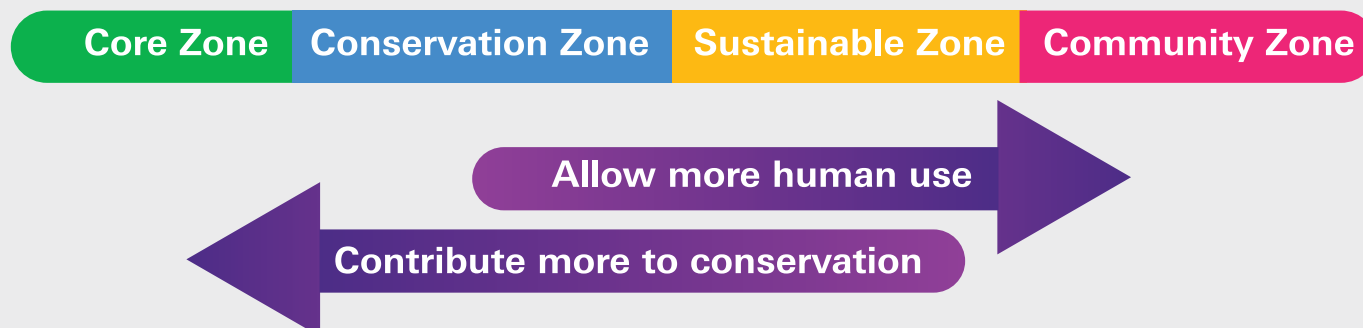 Core Zone Conservation Zone Sustainable Zone Community Zone
Allow more human use
Contribute more to conservation